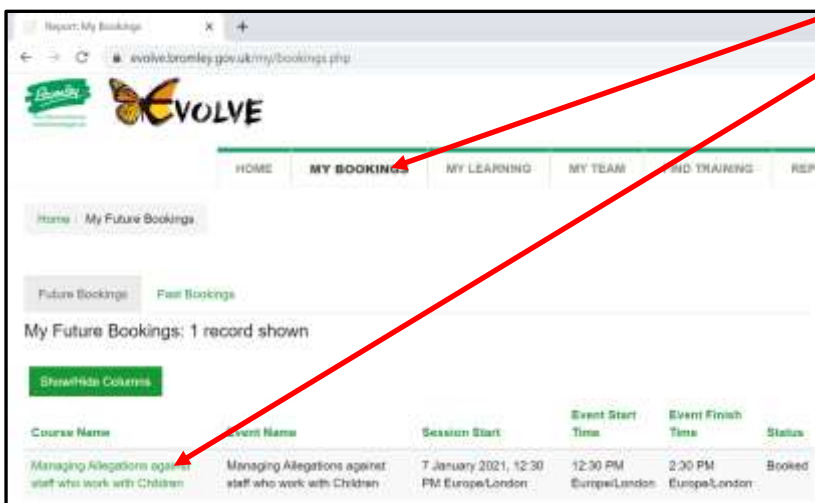 Report: My Bookings
evolve.bromley.gov.uk/my/bookings.php
Bromley
EVOLVE
HOME MY BOOKINGS MY LEARNING MY TEAM FIND TRAINING REP
Home My Future Bookings
Future Bookings Past Bookings
My Future Bookings: 1 record shown
Show/Hide Columns
Course Name Event Name Session Start Event Start Time Event Finish Time Status
Managing Allegations against staff who work with Children
Managing Allegations against staff who work with Children
7 January 2021, 12:30 PM Europe/London
12:30 PM Europe/London
2:30 PM Europe/London
Booked